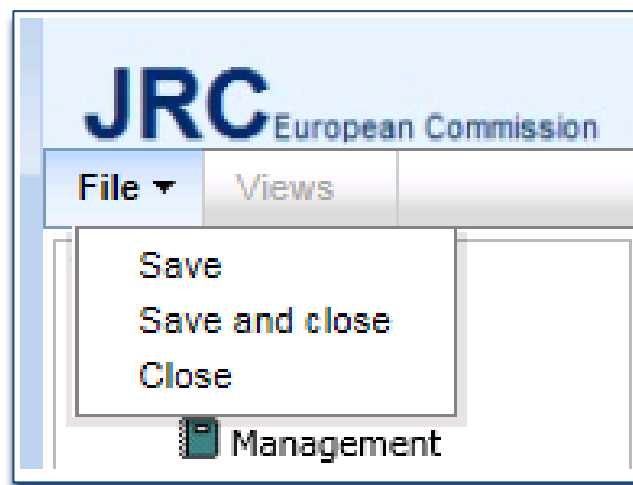 JRC European Commission
File Views
Save
Save and close
Close
Management